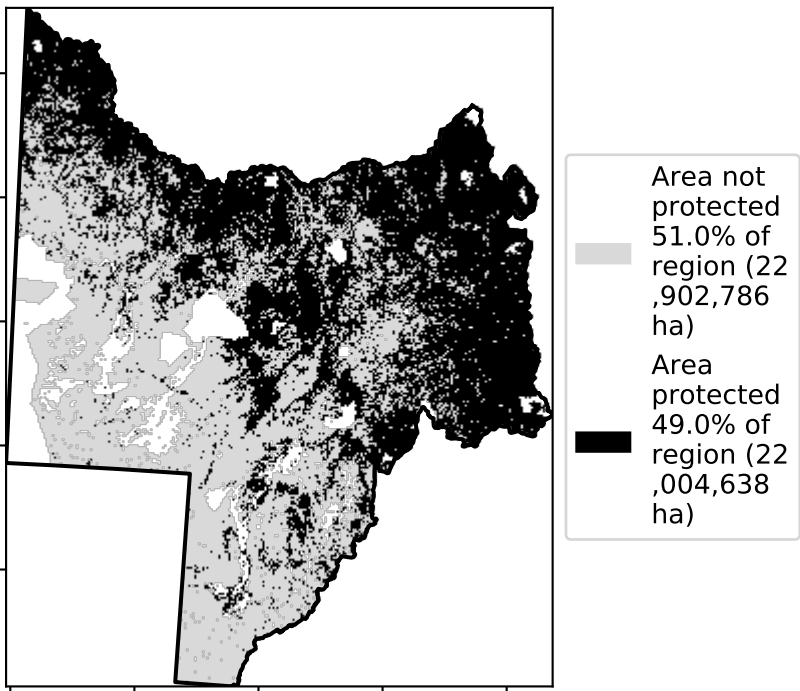 Area not
protected
51.0% of
region (22
,902,786
ha)
Area
protected
49.0% of
region (22
,004,638
ha)